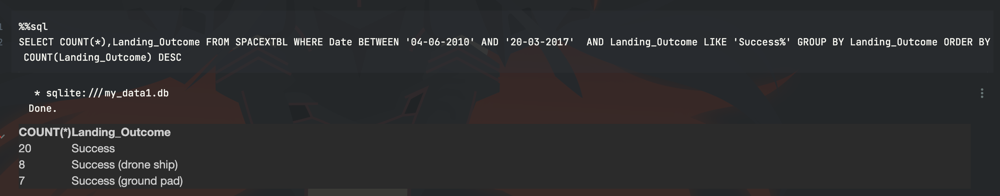 1
%%sql
2
SELECT COUNT(*),Landing_Outcome FROM SPACEXTBL WHERE Date BETWEEN '04-06-2010' AND '20-03-2017'  AND Landing_Outcome LIKE 'Success%' GROUP BY Landing_Outcome ORDER BY
COUNT(Landing_Outcome) DESC
* sqlite:///my_data1.db
Done.
COUNT(*) Landing_Outcome
20 Success
8 Success (drone ship)
7 Success (ground pad)